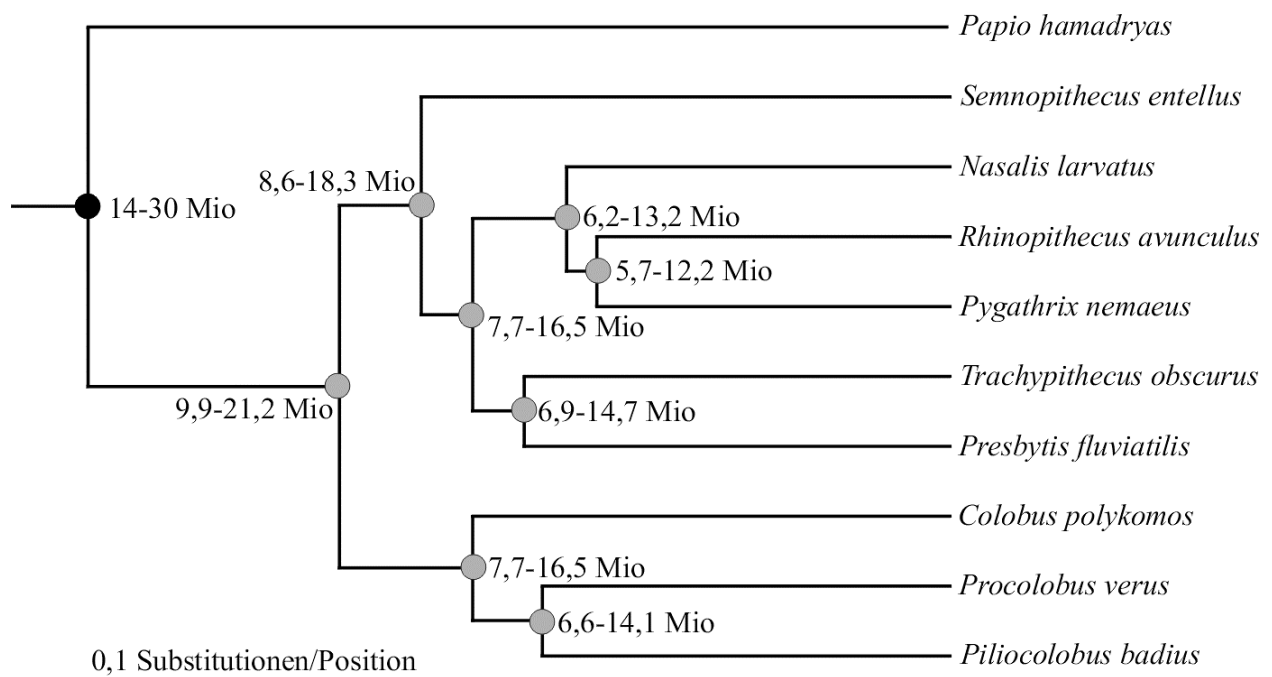 Papio hamadryas
Semnopithecus entellus
Nasalis larvatus
8,6-18,3 Mio
14-30 Mio
6,2-13,2 Mio
Rhinopithecus avunculus
5,7-12,2 Mio
Pygathrix nemaeus
7,7-16,5 Mio
Trachypithecus obscurus
9,9-21,2 Mio
6,9-14,7 Mio
Presbytis fluviatilis
Colobus polykomos
7,7-16,5 Mio
Procolobus verus
6,6-14,1 Mio
Piliocolobus badius
0,1 Substitutionen/Position